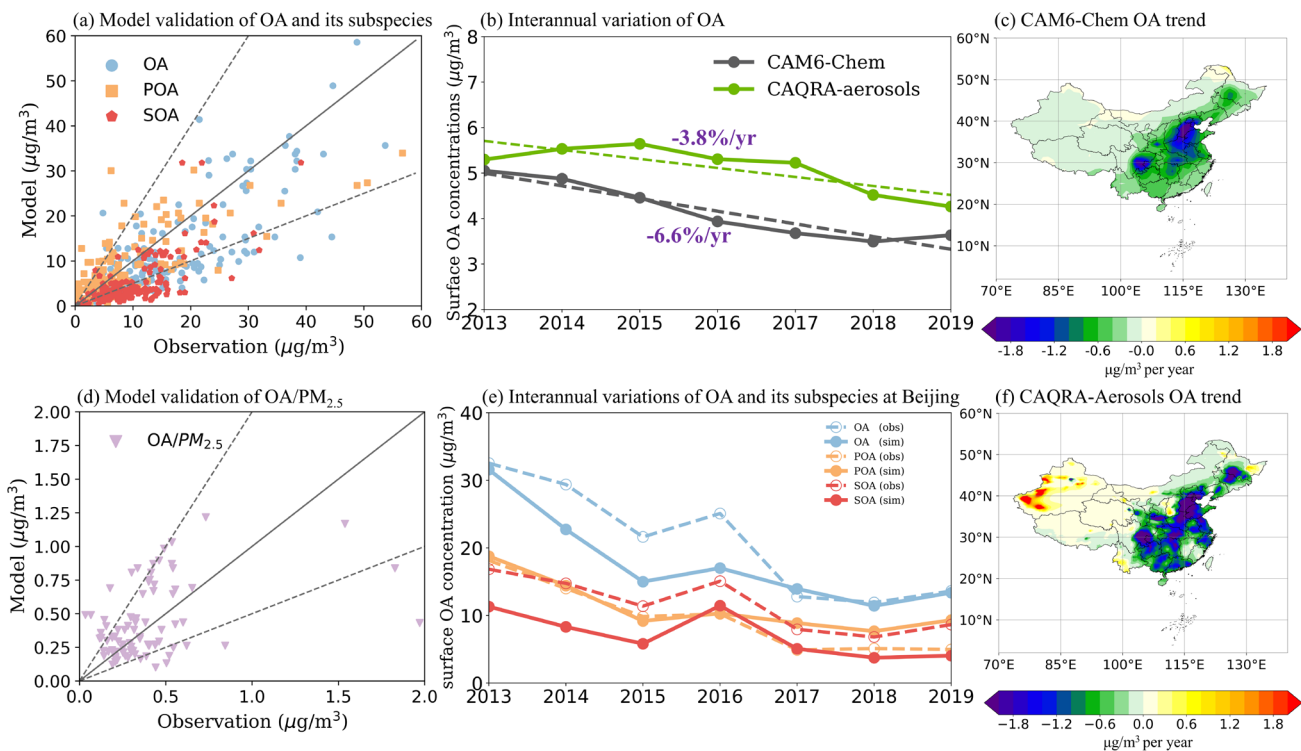 (a) Model validation of OA and its subspecies
60
50
40
30
20
10
0
Model (μg/m³)
OA
POA
SOA
0 10 20 30 40 50 60
Observation (μg/m³)
(b) Interannual variation of OA
8
7
6
5
4
3
2
Surface OA concentrations (μg/m³)
CAM6-Chem
CAQRA-aerosols
-3.8%/yr
-6.6%/yr
2013 2014 2015 2016 2017 2018 2019
(c) CAM6-Chem OA trend
60°N
50°N
40°N
30°N
20°N
10°N
70°E 85°E 100°E 115°E 130°E
-1.8 -1.2 -0.6 -0.0 0.6 1.2 1.8
μg/m³ per year
(d) Model validation of OA/PM₂.₅
2.00
1.75
1.50
1.25
1.00
0.75
0.50
0.25
0.00
Model (μg/m³)
OA/PM₂.₅
0.0 0.5 1.0 1.5 2.0
Observation (μg/m³)
(e) Interannual variations of OA and its subspecies at Beijing
40
30
20
10
0
surface OA concentration (μg/m³)
OA (obs)
OA (sim)
POA (obs)
POA (sim)
SOA (obs)
SOA (sim)
2013 2014 2015 2016 2017 2018 2019
(f) CAQRA-Aerosols OA trend
60°N
50°N
40°N
30°N
20°N
10°N
70°E 85°E 100°E 115°E 130°E
−1.8 −1.2 −0.6 0.0 0.6 1.2 1.8
μg/m³ per year